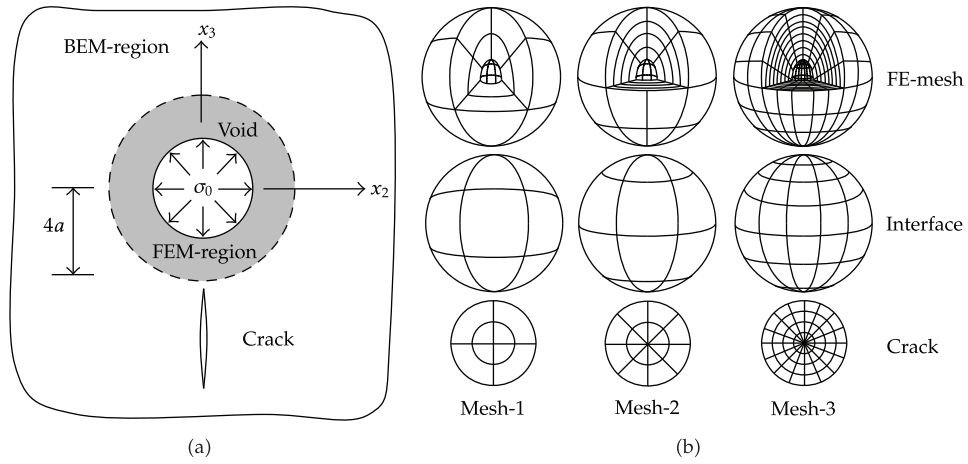 x₃
BEM-region
Void
σ₀
x₂
4a
FEM-region
Crack
(a)
FE-mesh
Interface
Crack
Mesh-1 Mesh-2 Mesh-3
(b)